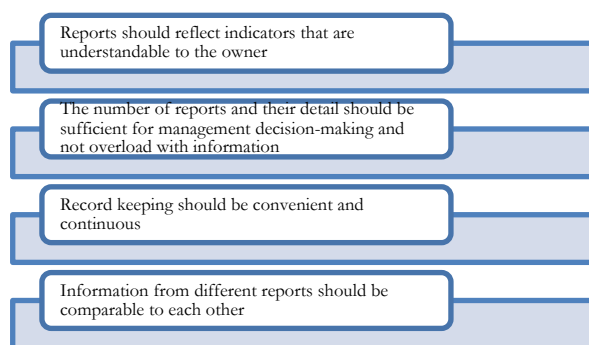 Reports should reflect indicators that are
understandable to the owner
The number of reports and their detail should be
sufficient for management decision-making and
not overload with information
Record keeping should be convenient and
continuous
Information from different reports should be
comparable to each other